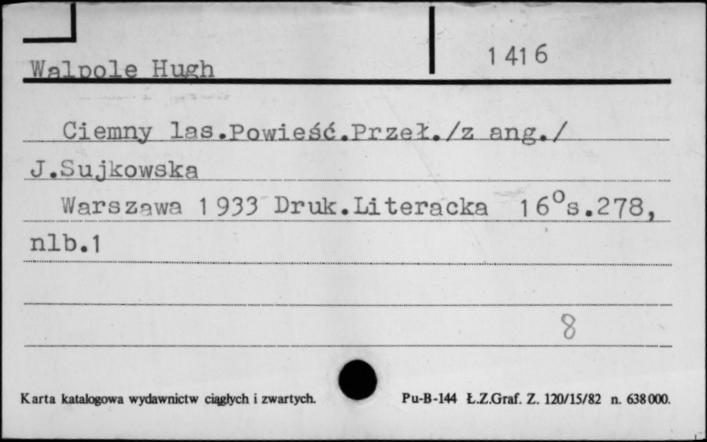 Walpole Hugh 1416
Ciemny las.Powieść.Przeł./z ang./
J.Sujkowska
Warszawa 1933 Druk.Literacka 16° s.278,
nlb.1
8
Karta katalogowa wydawnictw ciągłych i zwartych. Pu-B-144 Ł.Z.Graf. Z. 120/15/82 n. 638000.